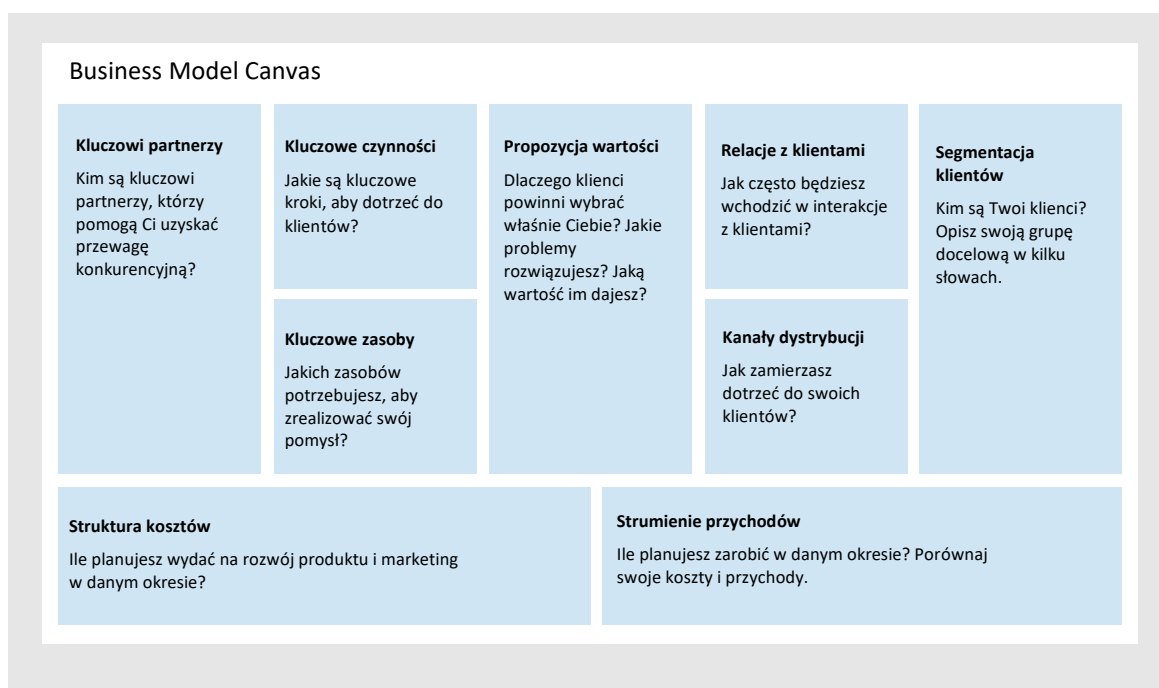 Business Model Canvas
Kluczowi partnerzy
Kim są kluczowi
partnerzy, którzy
pomogą Ci uzyskać
przewagę
konkurencyjną?
Kluczowe czynności
Jakie są kluczowe
kroki, aby dotrzeć do
klientów?
Kluczowe zasoby
Jakich zasobów
potrzebujesz, aby
zrealizować swój
pomysł?
Propozycja wartości
Dlaczego klienci
powinni wybrać
właśnie Ciebie? Jakie
problemy
rozwiązujesz? Jaką
wartość im dajesz?
Relacje z klientami
Jak często będziesz
wchodzić w interakcje
z klientami?
Kanały dystrybucji
Jak zamierzasz
dotrzeć do swoich
klientów?
Segmentacja
klientów
Kim są Twoi klienci?
Opisz swoją grupę
docelową w kilku
słowach.
Struktura kosztów
Ile planujesz wydać na rozwój produktu i marketing
w danym okresie?
Strumienie przychodów
Ile planujesz zarobić w danym okresie? Porównaj
swoje koszty i przychody.